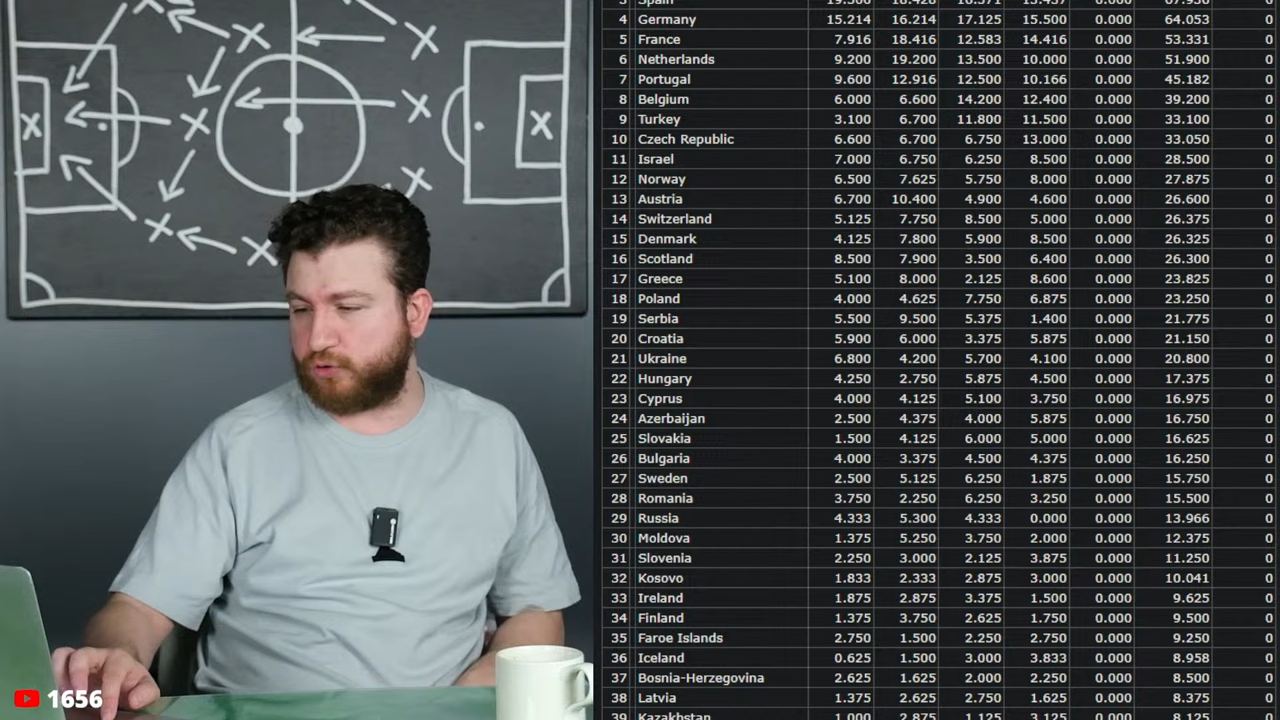 3 Spain 67.936 0
4 Germany 15.214 16.214 17.125 15.500 0.000 64.053 0
5 France 7.916 18.416 12.583 14.416 0.000 53.331 0
6 Netherlands 9.200 19.200 13.500 10.000 0.000 51.900 0
7 Portugal 9.600 12.916 12.500 10.166 0.000 45.182 0
8 Belgium 6.000 6.600 14.200 12.400 0.000 39.200 0
9 Turkey 3.100 6.700 11.800 11.500 0.000 33.100 0
10 Czech Republic 6.600 6.700 6.750 13.000 0.000 33.050 0
11 Israel 7.000 6.750 6.250 8.500 0.000 28.500 0
12 Norway 6.500 7.625 5.750 8.000 0.000 27.875 0
13 Austria 6.700 10.400 4.900 4.600 0.000 26.600 0
14 Switzerland 5.125 7.750 8.500 5.000 0.000 26.375 0
15 Denmark 4.125 7.800 5.900 8.500 0.000 26.325 0
16 Scotland 8.500 7.900 3.500 6.400 0.000 26.300 0
17 Greece 5.100 8.000 2.125 8.600 0.000 23.825 0
18 Poland 4.000 4.625 7.750 6.875 0.000 23.250 0
19 Serbia 5.500 9.500 5.375 1.400 0.000 21.775 0
20 Croatia 5.900 6.000 3.375 5.875 0.000 21.150 0
21 Ukraine 6.800 4.200 5.700 4.100 0.000 20.800 0
22 Hungary 4.250 2.750 5.875 4.500 0.000 17.375 0
23 Cyprus 4.000 4.125 5.100 3.750 0.000 16.975 0
24 Azerbaijan 2.500 4.375 4.000 5.875 0.000 16.750 0
25 Slovakia 1.500 4.125 6.000 5.000 0.000 16.625 0
26 Bulgaria 4.000 3.375 4.500 4.375 0.000 16.250 0
27 Sweden 2.500 5.125 6.250 1.875 0.000 15.750 0
28 Romania 3.750 2.250 6.250 3.250 0.000 15.500 0
29 Russia 4.333 5.300 4.333 0.000 0.000 13.966 0
30 Moldova 1.375 5.250 3.750 2.000 0.000 12.375 0
31 Slovenia 2.250 3.000 2.125 3.875 0.000 11.250 0
32 Kosovo 1.833 2.333 2.875 3.000 0.000 10.041 0
33 Ireland 1.875 2.875 3.375 1.500 0.000 9.625 0
34 Finland 1.375 3.750 2.625 1.750 0.000 9.500 0
35 Faroe Islands 2.750 1.500 2.250 2.750 0.000 9.250 0
36 Iceland 0.625 1.500 3.000 3.833 0.000 8.958 0
37 Bosnia-Herzegovina 2.625 1.625 2.000 2.250 0.000 8.500 0
38 Latvia 1.375 2.625 2.750 1.625 0.000 8.375 0
39 Kazakhstan 1.000 2.875 1.125 3.125 0.000 8.125 0
X X X
X X X X
X X X
1656